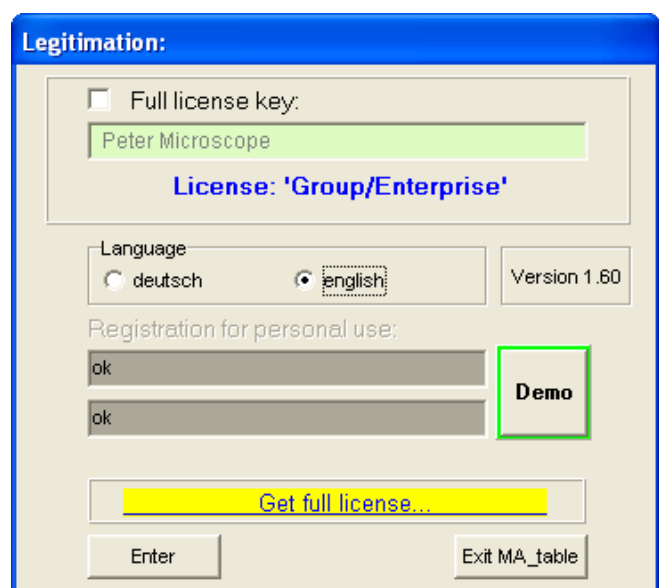 Legitimation:
Full license key:
Peter Microscope
License: 'Group/Enterprise'
Language
deutsch english
Version 1.60
Registration for personal use:
ok
Demo
ok
Get full license...
Enter Exit MA_table